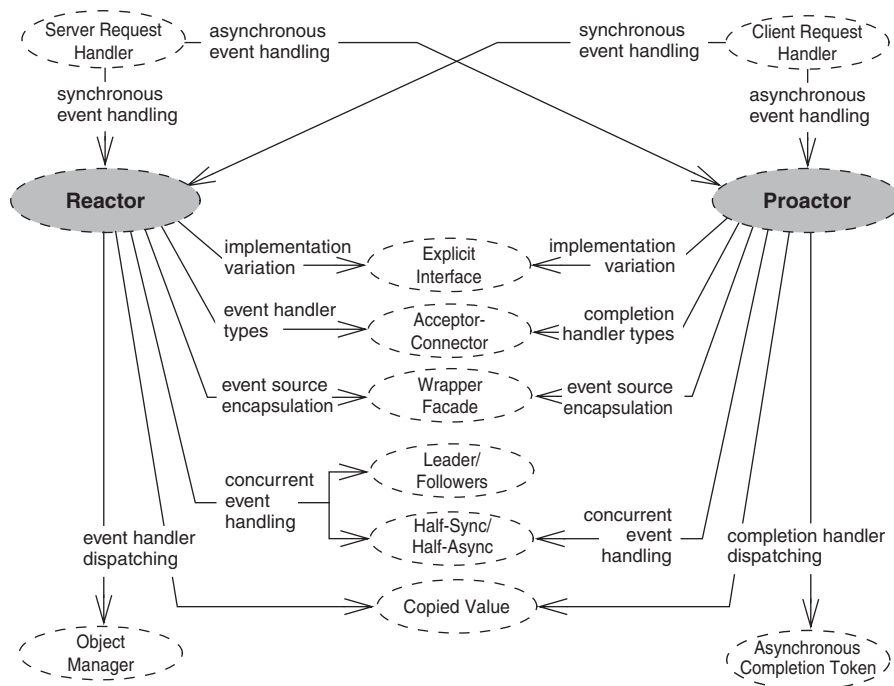 Server Request
Handler
asynchronous
event handling
synchronous
event handling
Client Request
Handler
synchronous
event handling
asynchronous
event handling
Reactor
Proactor
implementation
variation
Explicit
Interface
implementation
variation
event handler
types
Acceptor-
Connector
completion
handler types
event source
encapsulation
Wrapper
Facade
event source
encapsulation
concurrent
event
handling
Leader/
Followers
Half-Sync/
Half-Async
concurrent
event
handling
event handler
dispatching
completion handler
dispatching
Copied Value
Object
Manager
Asynchronous
Completion Token